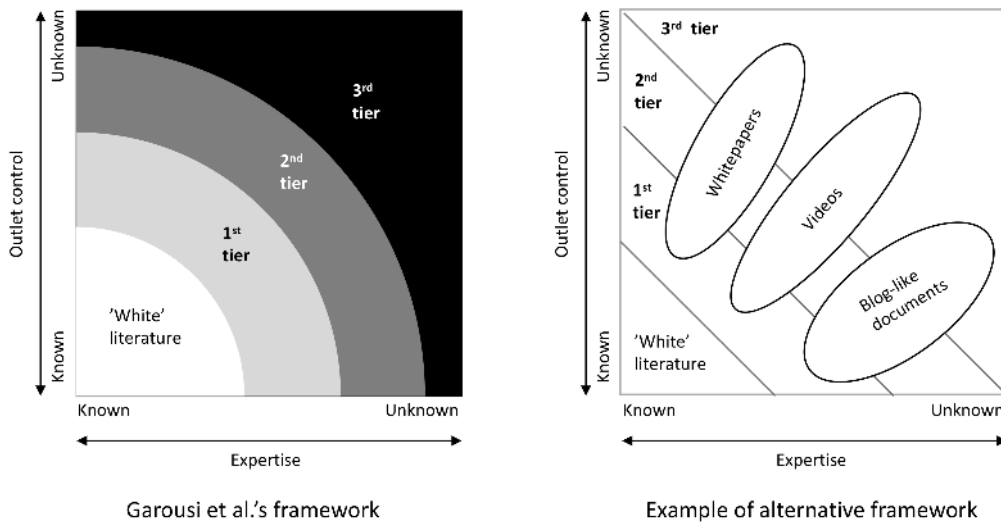 Unknown
Outlet control
Known
3rd
tier
2nd
tier
1st
tier
’White’
literature
Known
Unknown
Expertise
Garousi et al.’s framework
Unknown
Outlet control
Known
3rd tier
2nd
tier
1st
tier
Whitepapers
Videos
Blog-like
documents
’White’
literature
Known
Unknown
Expertise
Example of alternative framework